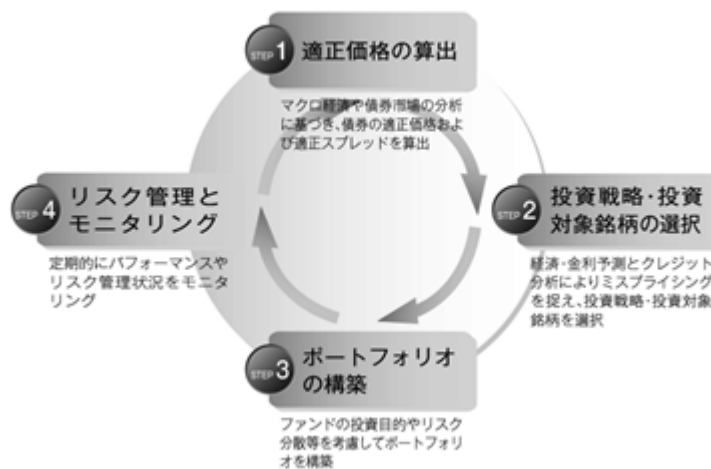 STEP 1 適正価格の算出
マクロ経済や債券市場の分析
に基づき、債券の適正価格およ
び適正スプレッドを算出
STEP 2 投資戦略・投資
対象銘柄の選択
経済・金利予測とクレジット
分析によりミスプライシング
を捉え、投資戦略・投資対象
銘柄を選択
STEP 3 ポートフォリオ
の構築
ファンドの投資目的やリスク
分散等を考慮してポートフォリ
オを構築
STEP 4 リスク管理と
モニタリング
定期的にパフォーマンスや
リスク管理状況をモニタ
リング